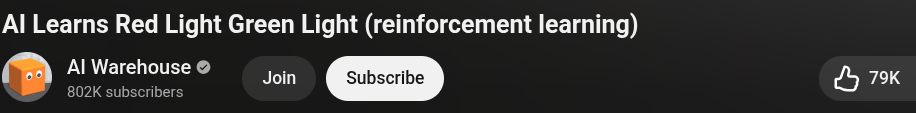 AI Learns Red Light Green Light (reinforcement learning)
AI Warehouse
802K subscribers
Join
Subscribe
79K